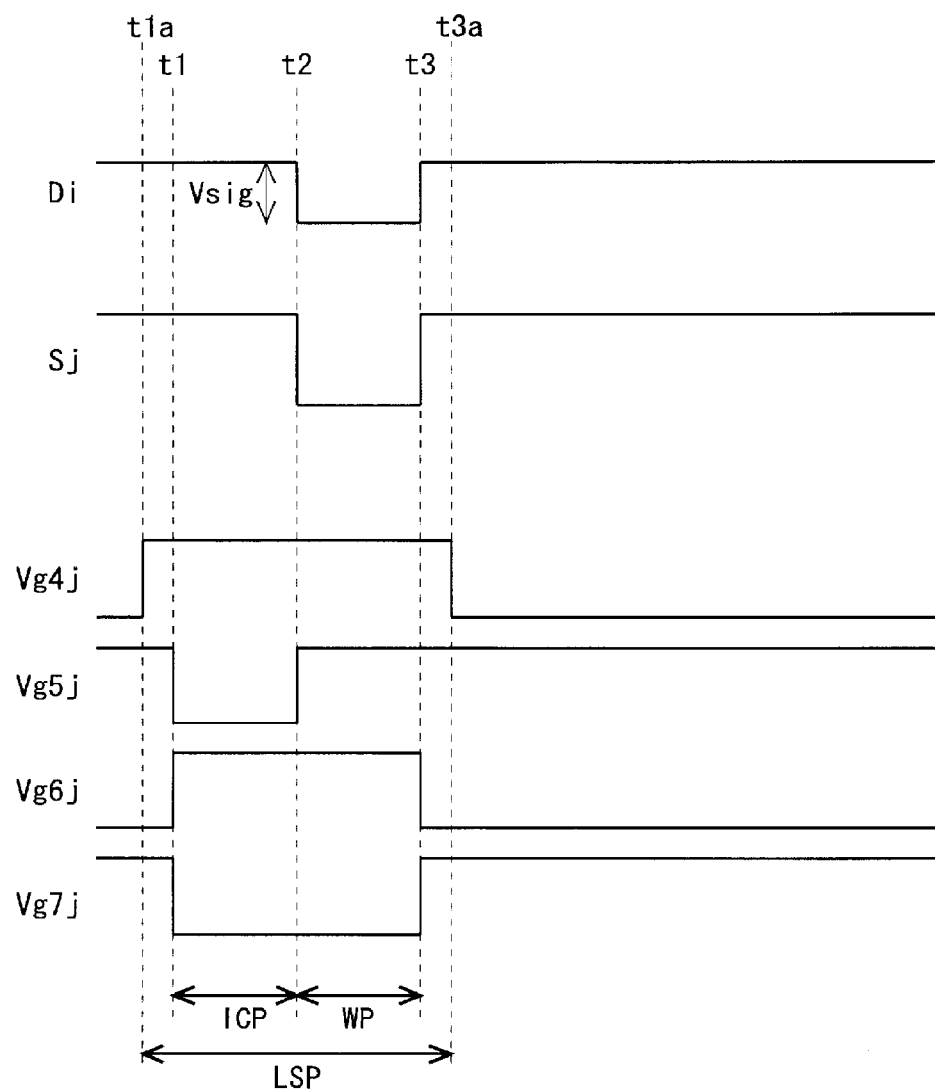 t1a t3a
t1 t2 t3
Di
Vsig
Sj
Vg4j
Vg5j
Vg6j
Vg7j
ICP WP
LSP